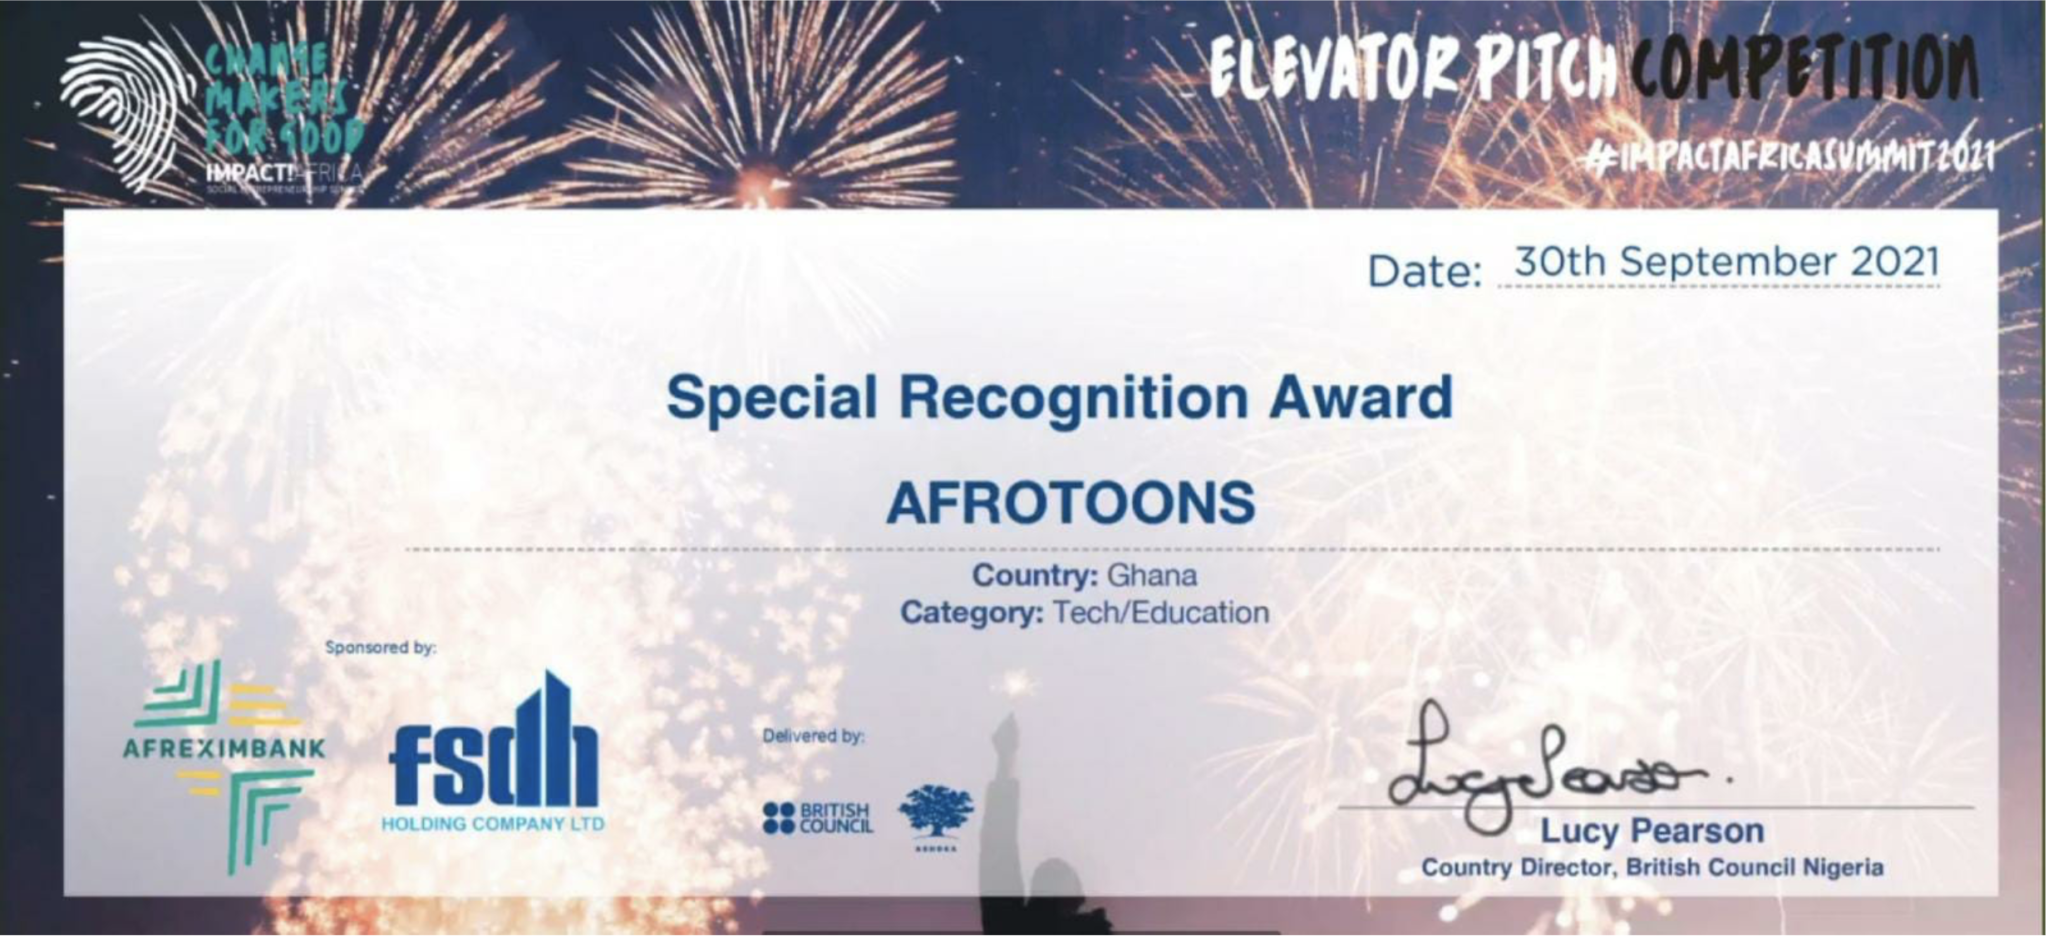 CHANGE
MAKERS
FOR GOOD
IMPACT!AFRICA
SOCIAL ENTREPRENEURSHIP SUMMIT
ELEVATOR PITCH COMPETITION
#IMPACTAFRICASUMMIT2021
Date: 30th September 2021
Special Recognition Award
AFROTOONS
Country: Ghana
Category: Tech/Education
Sponsored by:
AFREXIMBANK
fsdh
HOLDING COMPANY LTD
Delivered by:
BRITISH
COUNCIL
ASHOKA
Lucy Pearson
Lucy Pearson
Country Director, British Council Nigeria